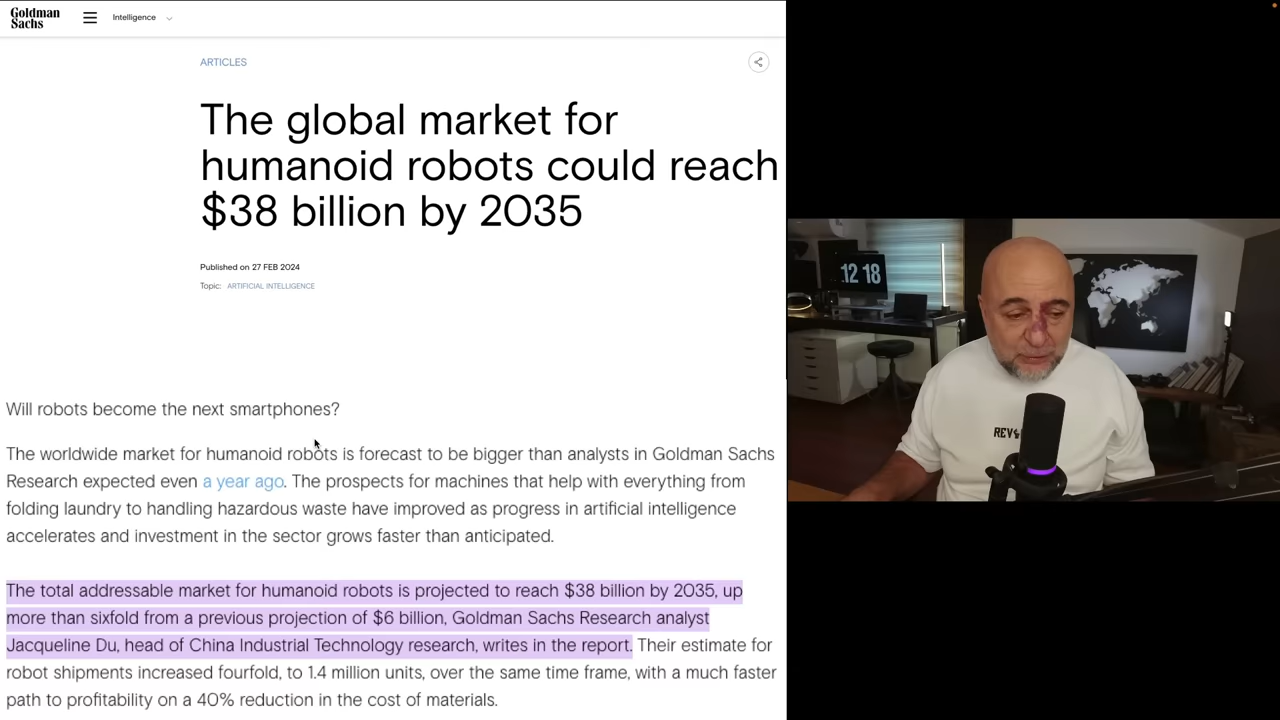 Goldman
Sachs
Intelligence
ARTICLES
The global market for
humanoid robots could reach
$38 billion by 2035
Published on 27 FEB 2024
Topic: ARTIFICIAL INTELLIGENCE
Will robots become the next smartphones?
The worldwide market for humanoid robots is forecast to be bigger than analysts in Goldman Sachs
Research expected even a year ago. The prospects for machines that help with everything from
folding laundry to handling hazardous waste have improved as progress in artificial intelligence
accelerates and investment in the sector grows faster than anticipated.
The total addressable market for humanoid robots is projected to reach $38 billion by 2035, up
more than sixfold from a previous projection of $6 billion, Goldman Sachs Research analyst
Jacqueline Du, head of China Industrial Technology research, writes in the report. Their estimate for
robot shipments increased fourfold, to 1.4 million units, over the same time frame, with a much faster
path to profitability on a 40% reduction in the cost of materials.
12 18